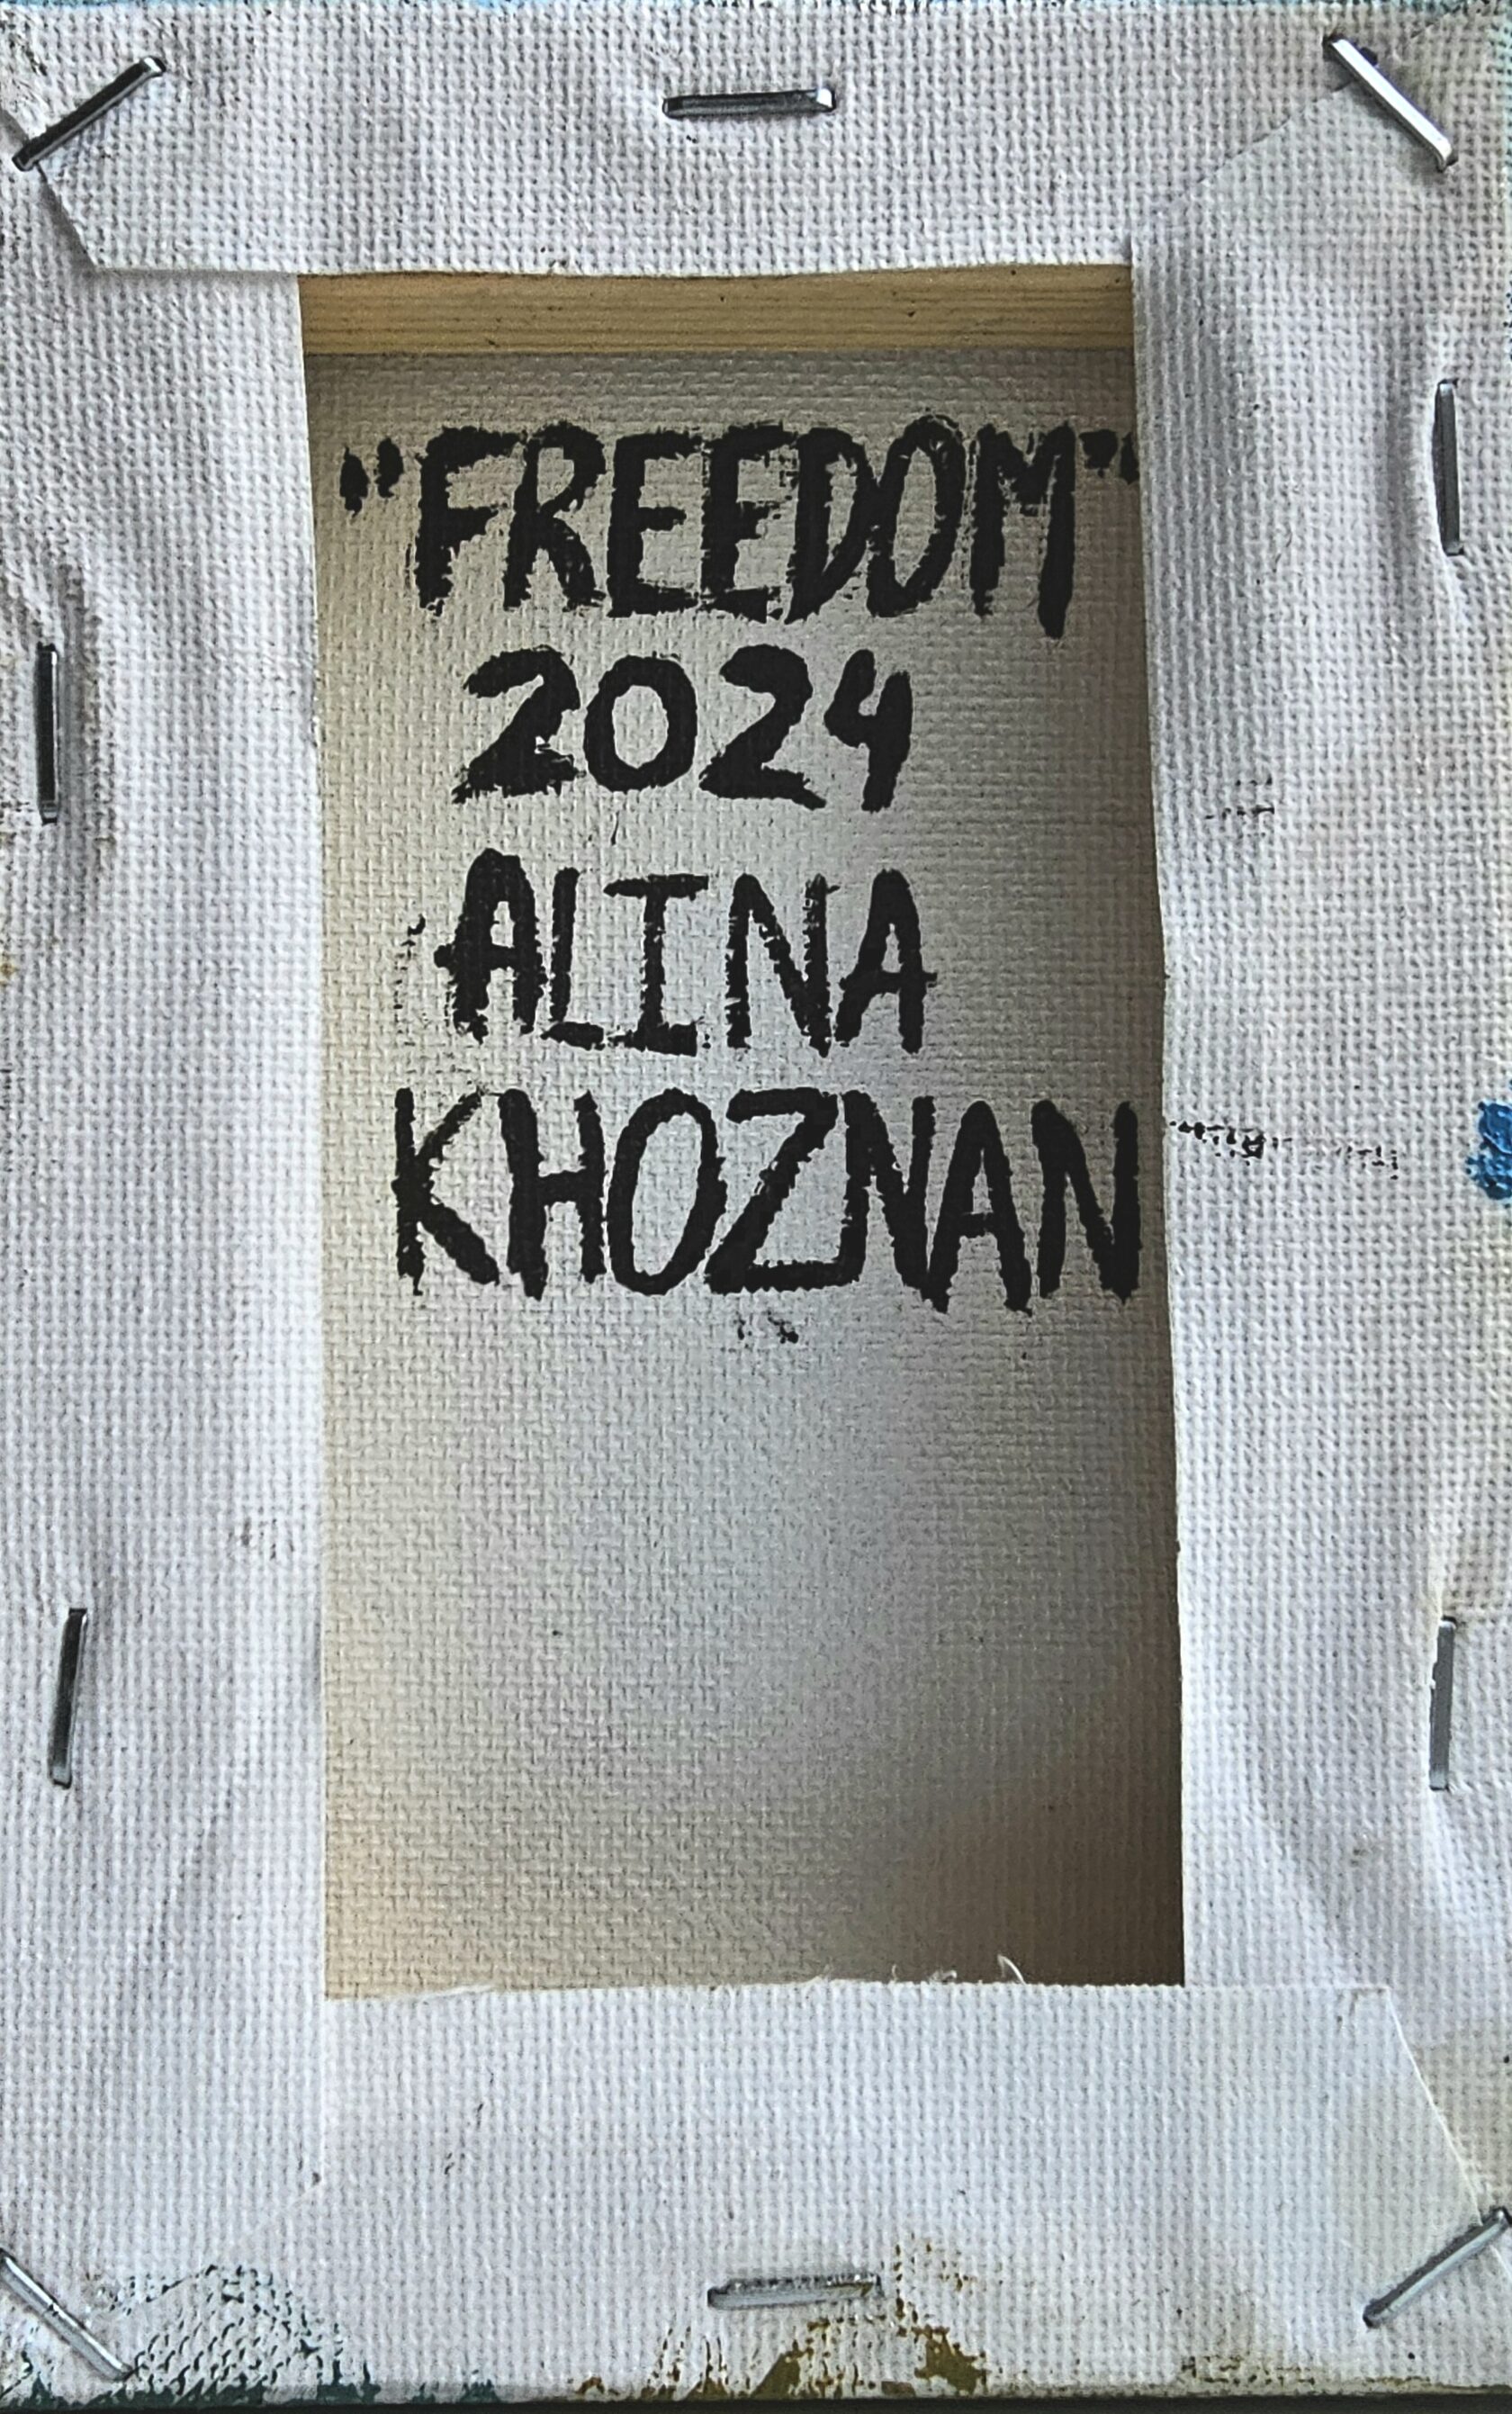 "FREEDOM"
2024
ALINA
KHOZNAN